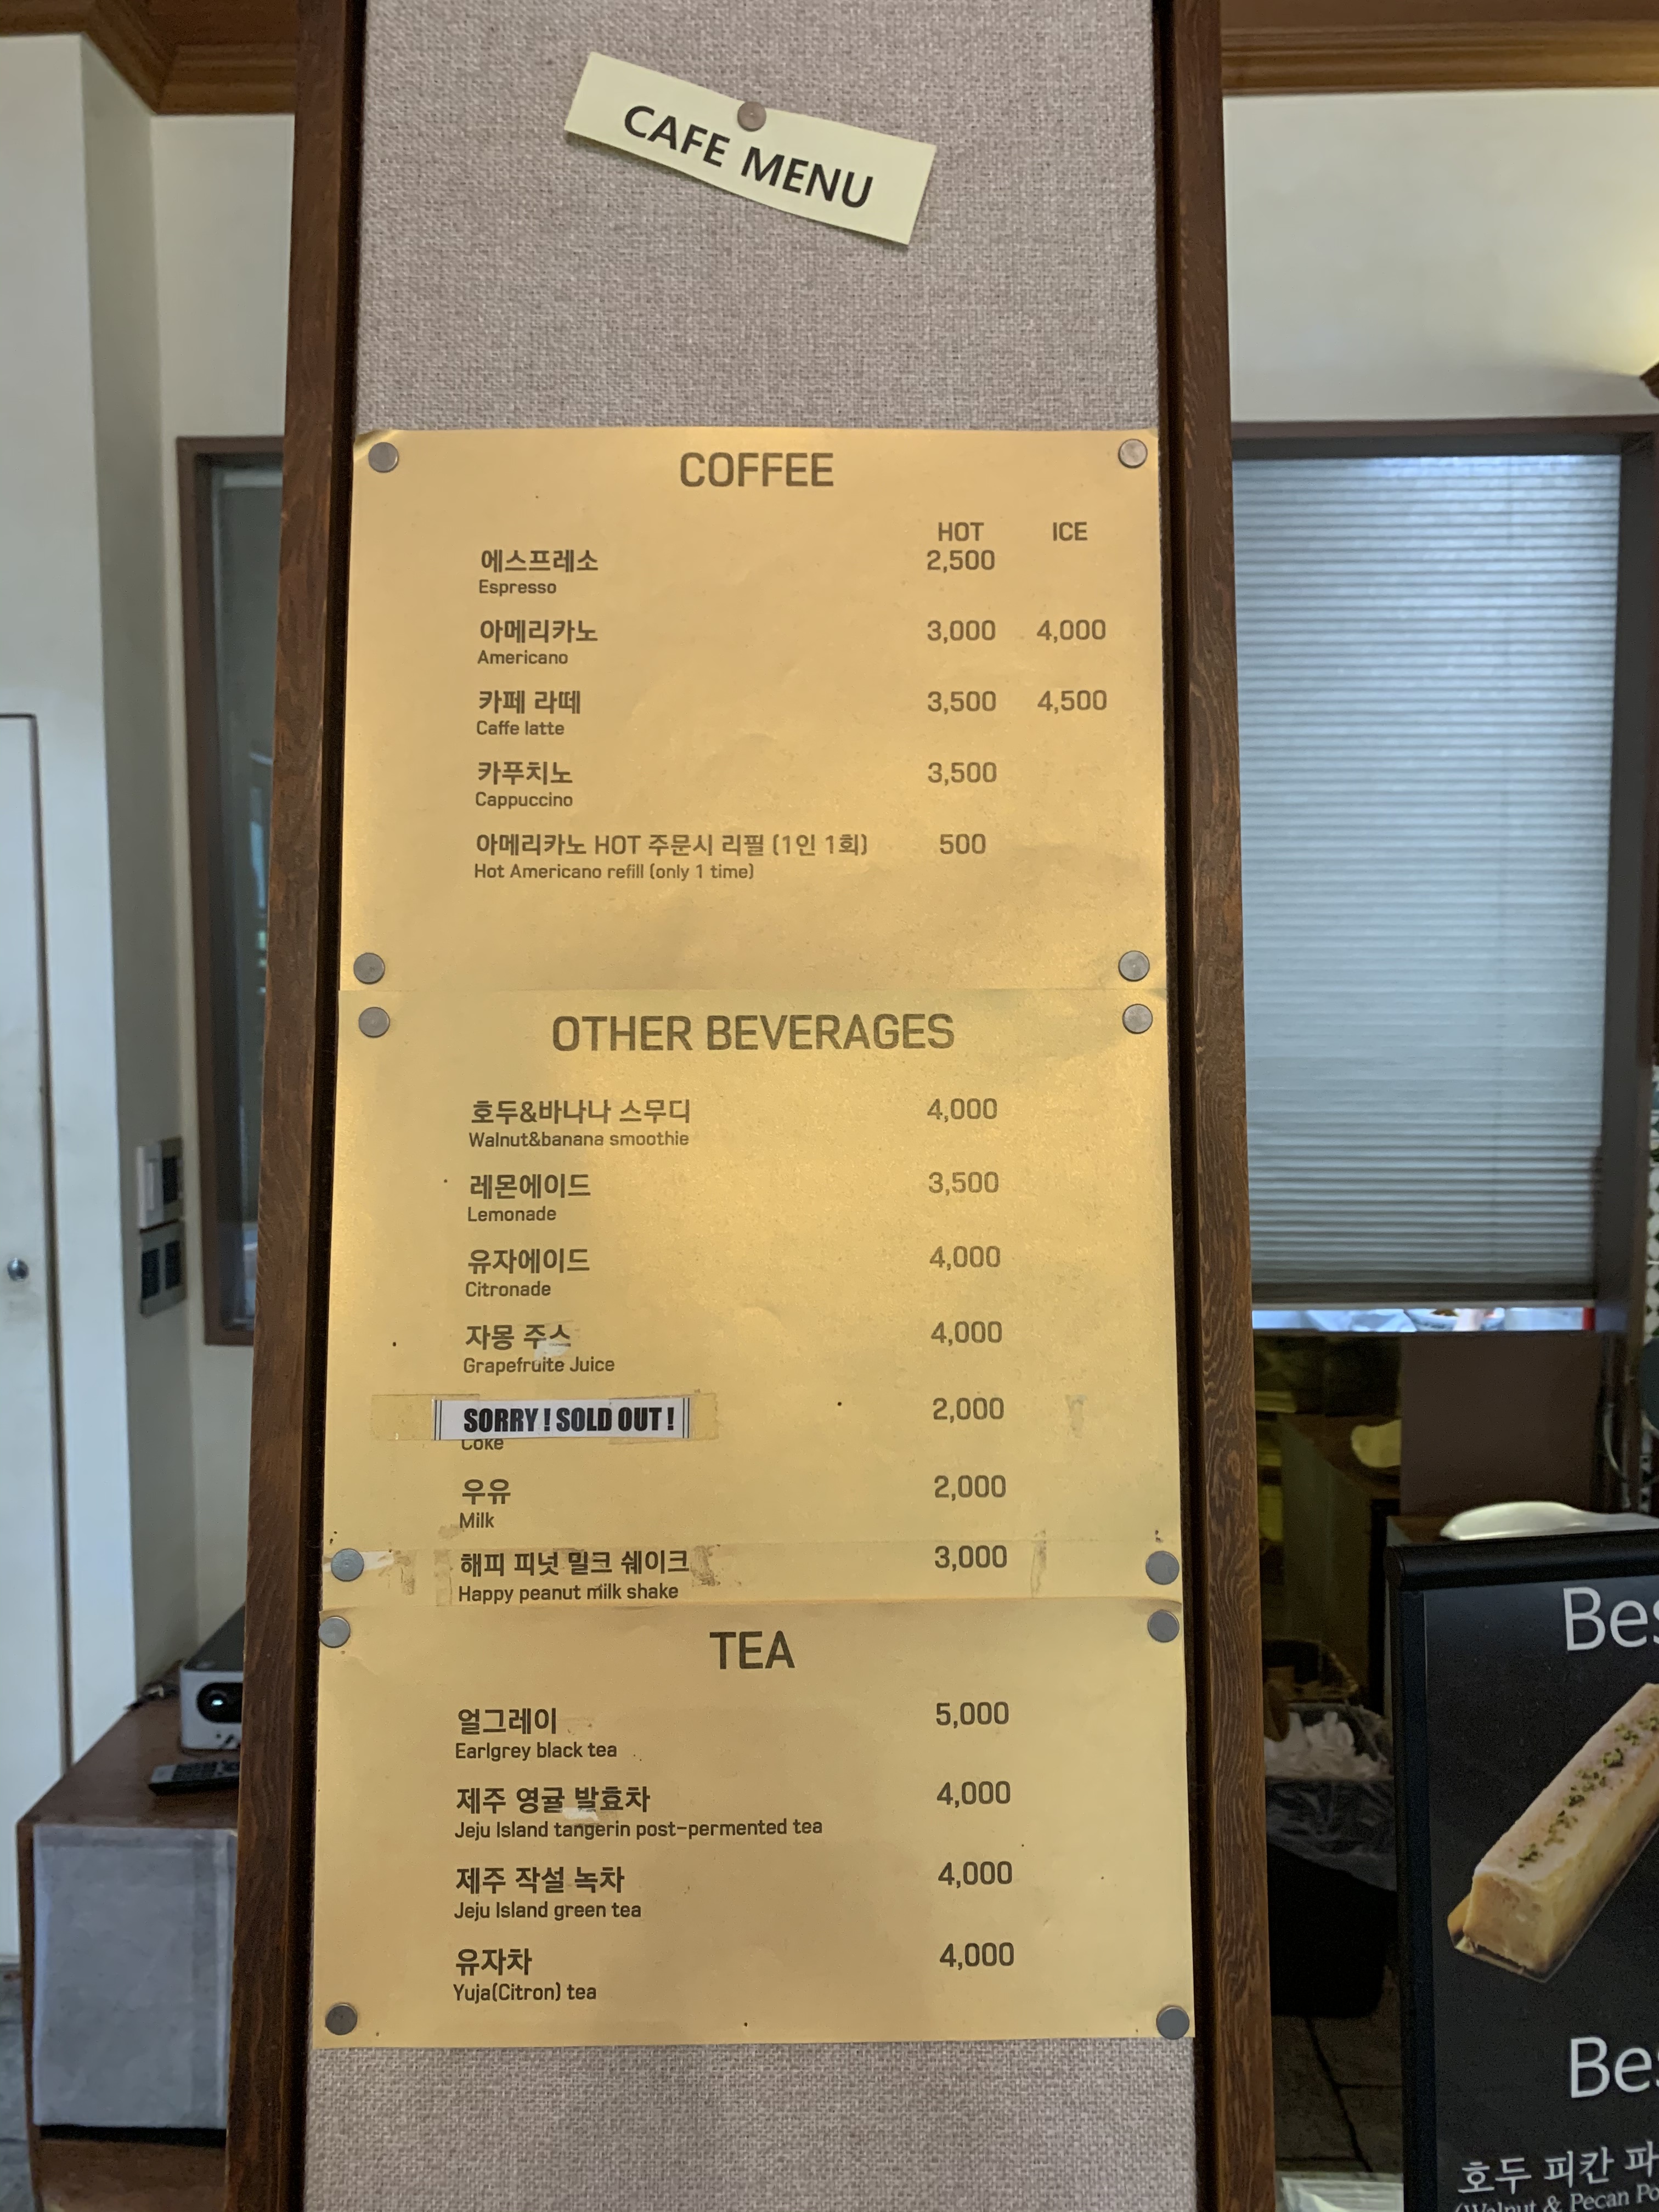 CAFE MENU
COFFEE
HOT ICE
에스프레소 2,500
Espresso
아메리카노 3,000 4,000
Americano
카페 라떼 3,500 4,500
Caffe latte
카푸치노 3,500
Cappuccino
아메리카노 HOT 주문시 리필 (1인 1회) 500
Hot Americano refill (only 1 time)
OTHER BEVERAGES
호두&바나나 스무디 4,000
Walnut&banana smoothie
레몬에이드 3,500
Lemonade
유자에이드 4,000
Citronade
자몽 주스 4,000
Grapefruite Juice
SORRY ! SOLD OUT ! 2,000
Coke
우유 2,000
Milk
해피 피넛 밀크 쉐이크 3,000
Happy peanut milk shake
TEA
얼그레이 5,000
Earlgrey black tea
제주 영귤 발효차 4,000
Jeju Island tangerin post-permented tea
제주 작설 녹차 4,000
Jeju Island green tea
유자차 4,000
Yuja(Citron) tea
Bes
Bes
호두 피칸 파
(Walnut & Pecan Po